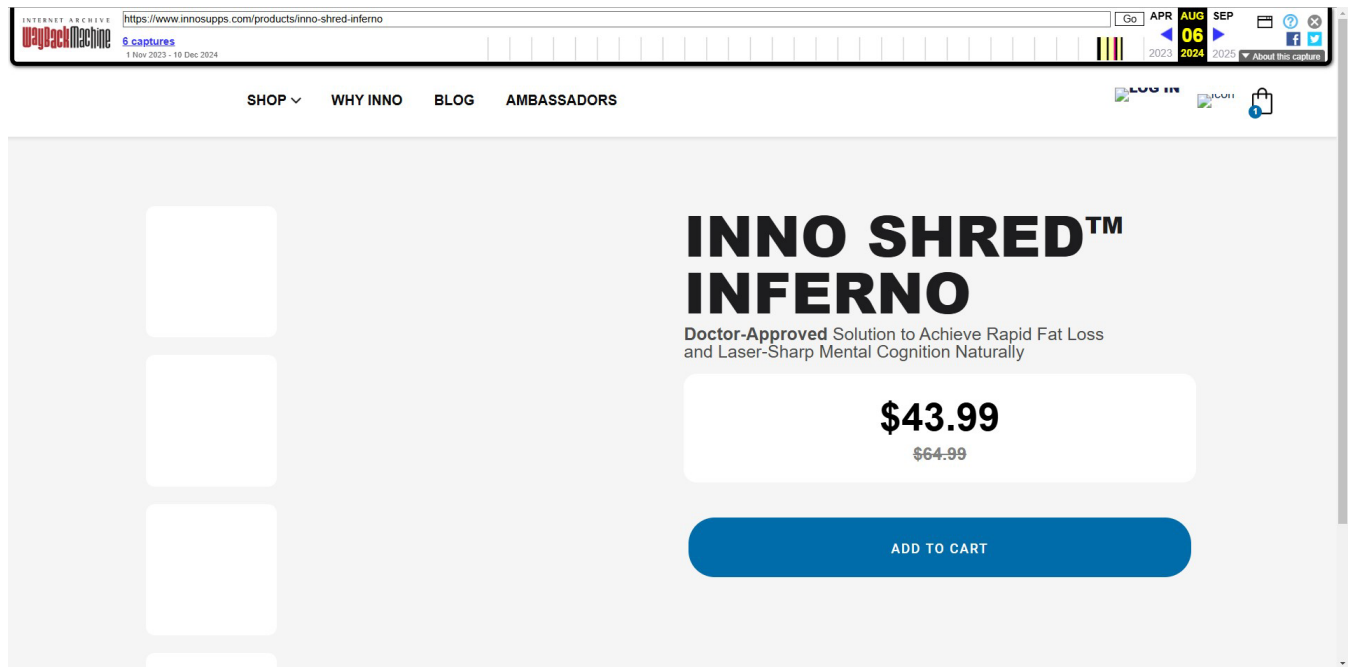 INTERNET ARCHIVE
WayBackMachine
https://www.innosupps.com/products/inno-shred-inferno
Go
APR AUG SEP
06
2023 2024 2025
6 captures
1 Nov 2023 - 10 Dec 2024
About this capture
SHOP WHY INNO BLOG AMBASSADORS
LOG IN
icon
1
INNO SHRED™
INFERNO
Doctor-Approved Solution to Achieve Rapid Fat Loss
and Laser-Sharp Mental Cognition Naturally
$43.99
$64.99
ADD TO CART